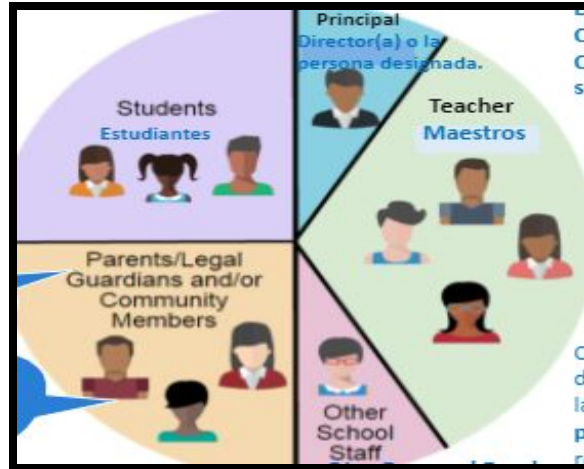 Principal
Director(a) o la
persona designada.
Students
Estudiantes
Teacher
Maestros
Parents/Legal
Guardians and/or
Community
Members
Other
School
Staff